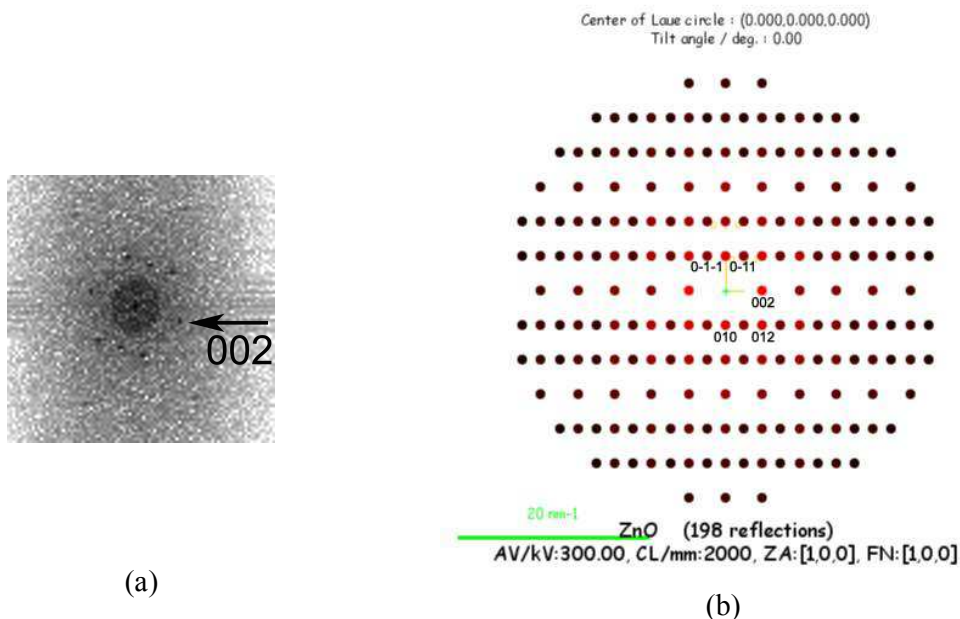 Center of Laue circle : (0.000,0.000,0.000)
Tilt angle / deg. : 0.00
0-1-1 0-11
002
010 012
002
20 nm-1
ZnO (198 reflections)
AV/kV:300.00, CL/mm:2000, ZA:[1,0,0], FN:[1,0,0]
(a)
(b)